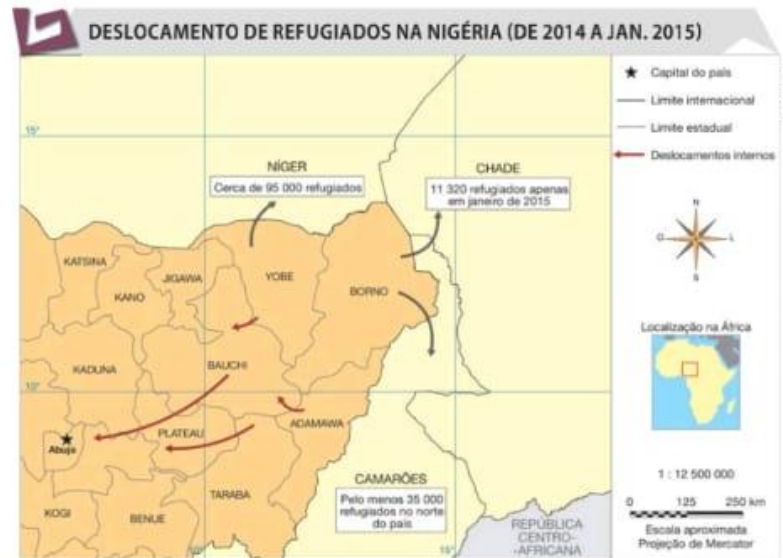 DESLOCAMENTO DE REFUGIADOS NA NIGÉRIA (DE 2014 A JAN. 2015)
Capital do país
Limite internacional
Limite estadual
Deslocamentos internos
15°
NÍGER
Cerca de 95 000 refugiados
CHADE
11 320 refugiados apenas
em janeiro de 2015
KATSINA
KANO
JIGAWA
YOBE
BORNO
N
O
L
S
Localização na África
KADUNA
10°
BAUCHI
PLATEAU
ADAMAWA
Abuja
TARABA
KOGI
BENUE
CAMARÕES
Pelo menos 35 000
refugiados no norte
do país
REPÚBLICA
CENTRO-
-AFRICANA
10°
15°
1 : 12 500 000
0 125 250 km
Escala aproximada
Projeção de Mercator